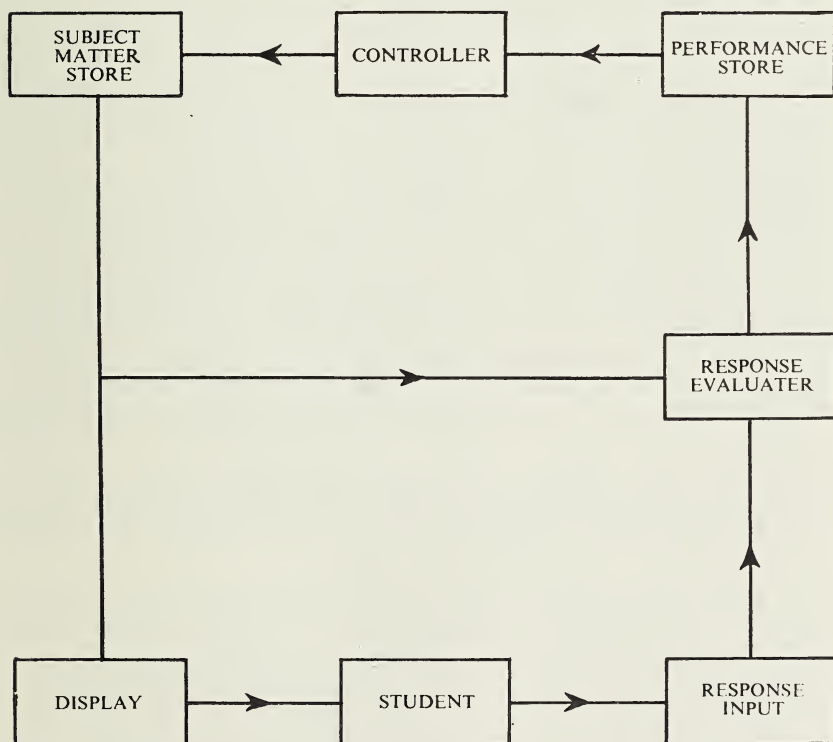 SUBJECT
MATTER
STORE
CONTROLLER
PERFORMANCE
STORE
RESPONSE
EVALUATER
DISPLAY
STUDENT
RESPONSE
INPUT